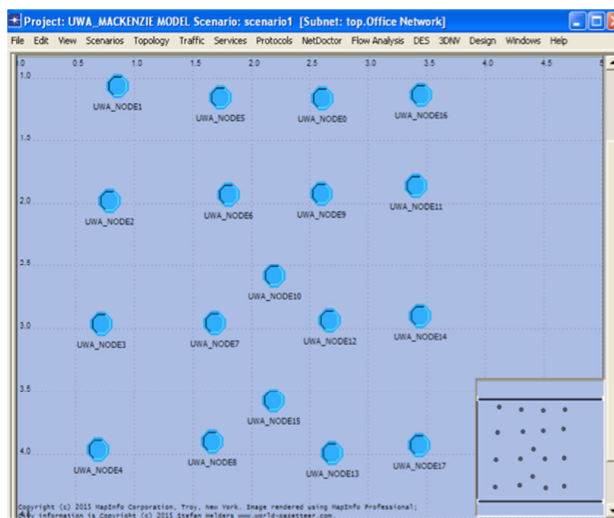 Project: UWA_MACKENZIE MODEL Scenario: scenario1 [Subnet: top.Office Network]
File Edit View Scenarios Topology Traffic Services Protocols NetDoctor Flow Analysis DES 3DNV Design Windows Help
0.5 1.0 1.5 2.0 2.5 3.0 3.5 4.0 4.5
1.0
UWA_NODE1
UWA_NODE5
UWA_NODE0
UWA_NODE16
1.0
2.0
UWA_NODE2
UWA_NODE6
UWA_NODE9
UWA_NODE11
2.5
UWA_NODE10
3.0
UWA_NODE3
UWA_NODE7
UWA_NODE12
UWA_NODE14
3.5
UWA_NODE15
4.0
UWA_NODE4
UWA_NODE8
UWA_NODE13
UWA_NODE17
Copyright (c) 2015 MapInfo Corporation, Troy, New York. Image rendered using MapInfo Professional;
City information is Copyright (c) 2015 Stefan Helders www.world-gazetteer.com.